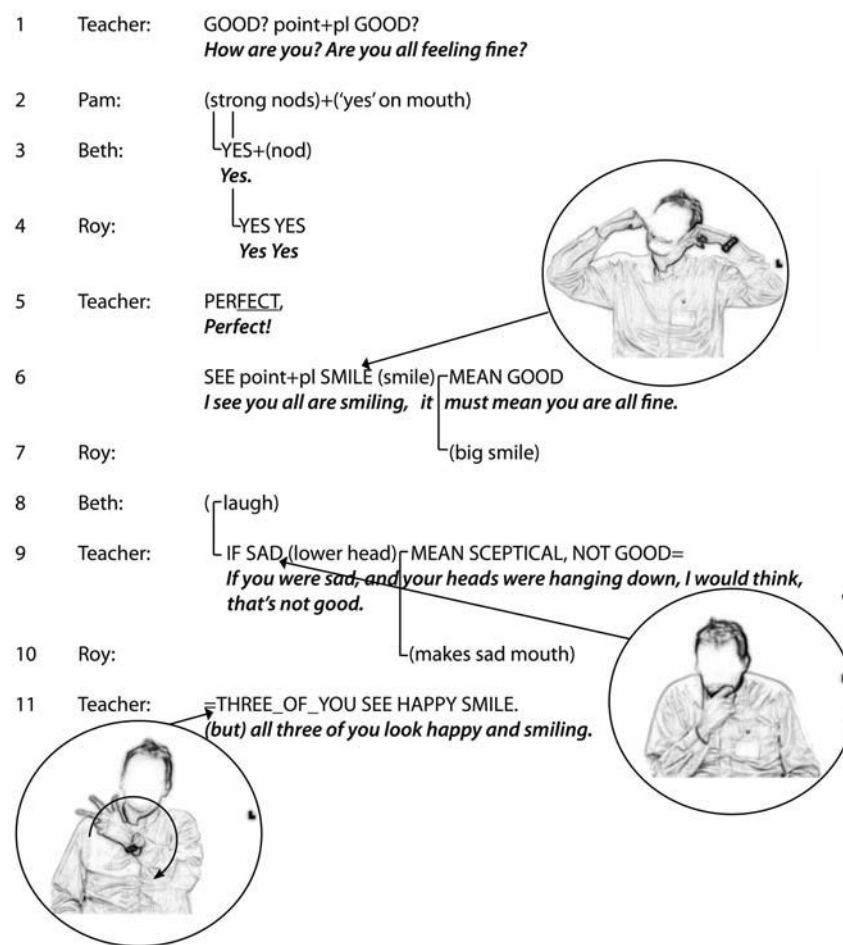 1 Teacher: GOOD? point+pl GOOD?
How are you? Are you all feeling fine?
2 Pam: (strong nods)+(‘yes’ on mouth)
3 Beth: YES+(nod)
Yes.
4 Roy: YES YES
Yes Yes
5 Teacher: PERFECT,
Perfect!
6 SEE point+pl SMILE (smile) MEAN GOOD
I see you all are smiling, it must mean you are all fine.
7 Roy: (big smile)
8 Beth: (laugh)
9 Teacher: IF SAD (lower head) MEAN SCEPTICAL, NOT GOOD=
If you were sad, and your heads were hanging down, I would think,
that’s not good.
10 Roy: (makes sad mouth)
11 Teacher: =THREE_OF_YOU SEE HAPPY SMILE.
(but) all three of you look happy and smiling.